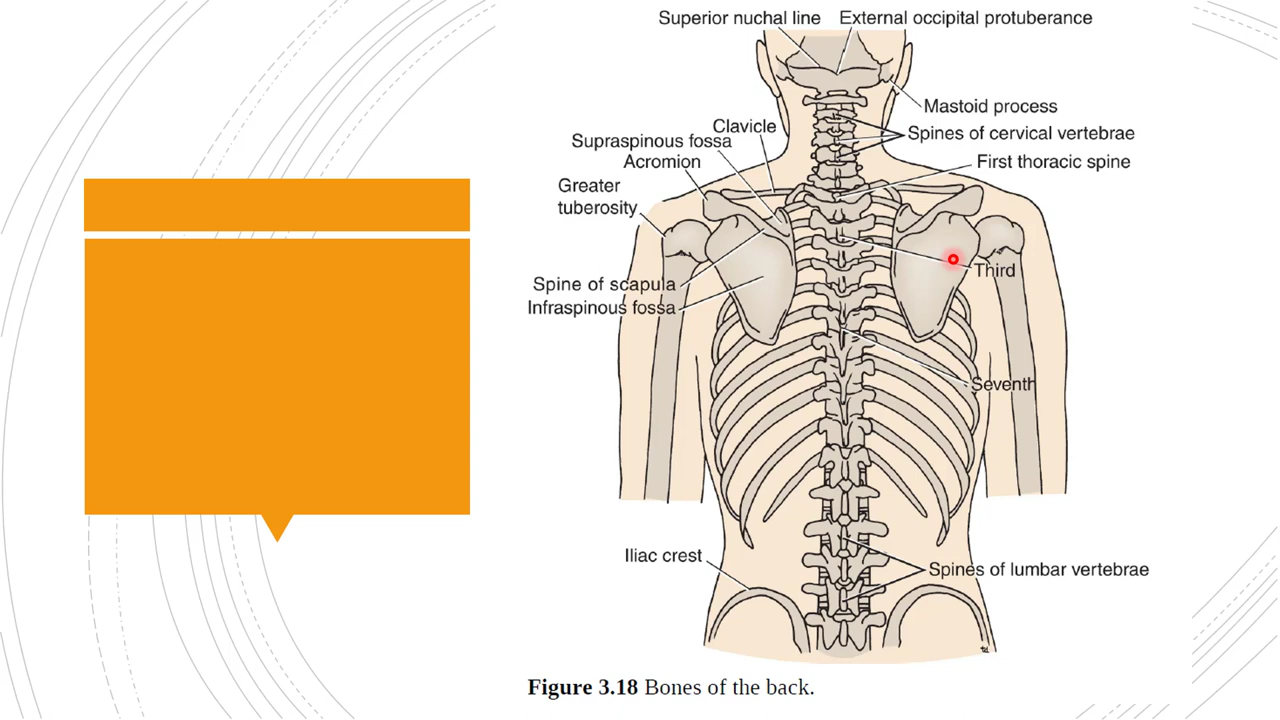 Superior nuchal line
External occipital protuberance
Mastoid process
Clavicle
Spines of cervical vertebrae
Supraspinous fossa
Acromion
First thoracic spine
Greater
tuberosity
Third
Spine of scapula
Infraspinous fossa
Seventh
Iliac crest
Spines of lumbar vertebrae
Figure 3.18 Bones of the back.